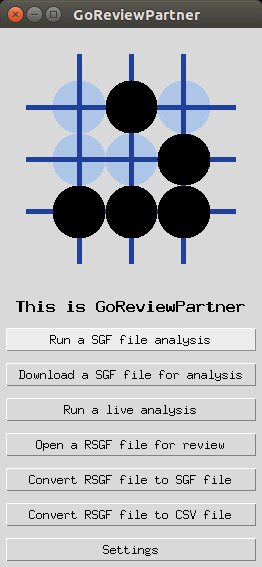 GoReviewPartner
This is GoReviewPartner
Run a SGF file analysis
Download a SGF file for analysis
Run a live analysis
Open a RSGF file for review
Convert RSGF file to SGF file
Convert RSGF file to CSV file
Settings